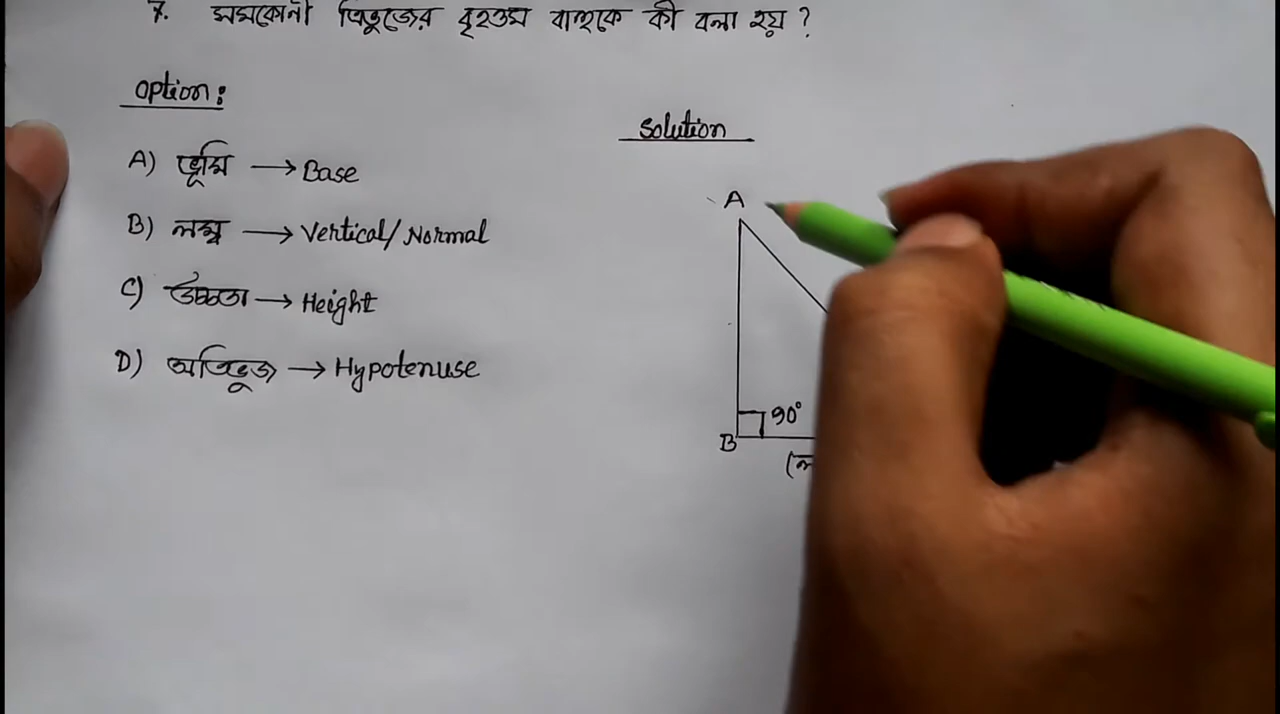 7. সমকোনী ত্রিভুজের বৃহত্তম বাহুকে কী বলা হয় ?
Option:
A) ভূমি → Base
B) লম্ব → Vertical/Normal
C) উচ্চতা → Height
D) অতিভূজ → Hypotenuse
Solution
A
90°
B